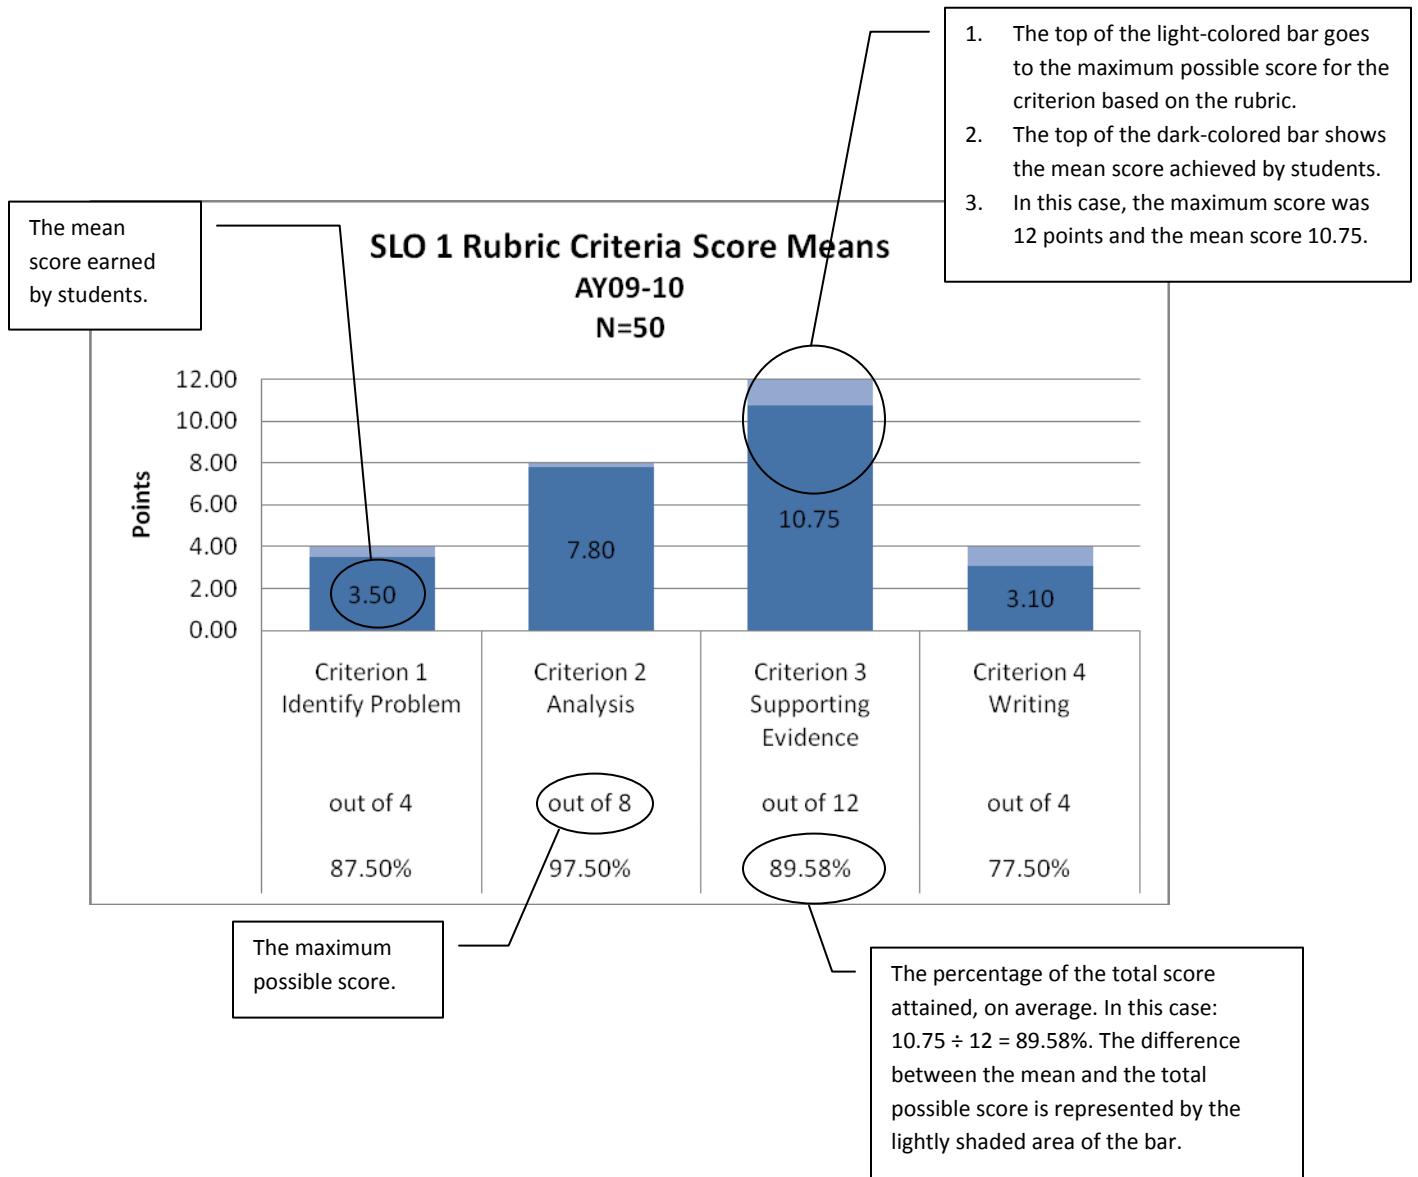 1. The top of the light-colored bar goes
to the maximum possible score for the
criterion based on the rubric.
2. The top of the dark-colored bar shows
the mean score achieved by students.
3. In this case, the maximum score was
12 points and the mean score 10.75.
The mean
score earned
by students.
SLO 1 Rubric Criteria Score Means
AY09-10
N=50
Points
12.00
10.00
8.00
6.00
4.00
2.00
0.00
3.50
7.80
10.75
3.10
Criterion 1
Identify Problem
out of 4
87.50%
Criterion 2
Analysis
out of 8
97.50%
Criterion 3
Supporting
Evidence
out of 12
89.58%
Criterion 4
Writing
out of 4
77.50%
The maximum
possible score.
The percentage of the total score
attained, on average. In this case:
10.75 ÷ 12 = 89.58%. The difference
between the mean and the total
possible score is represented by the
lightly shaded area of the bar.